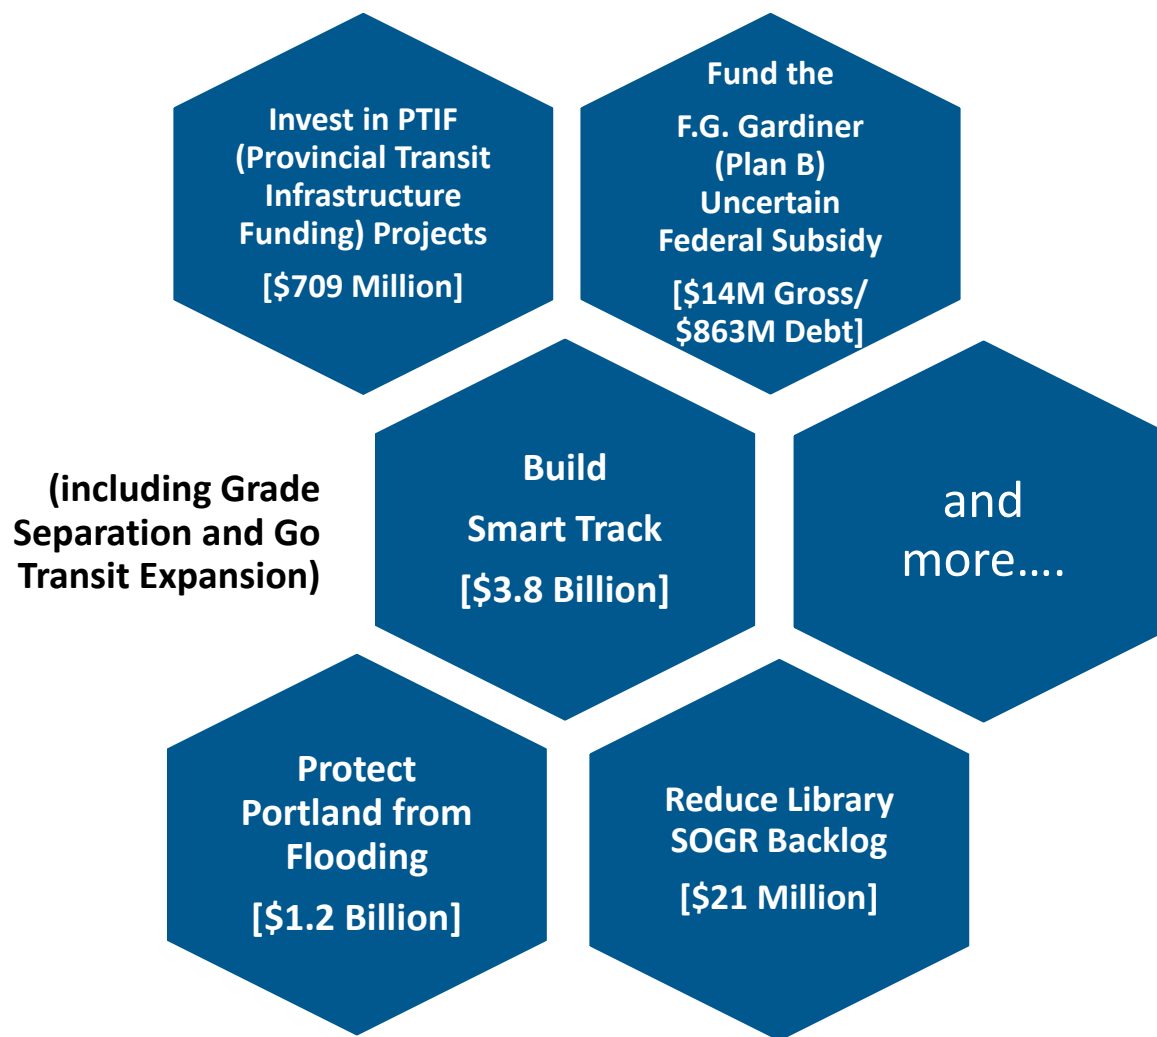 Invest in PTIF
(Provincial Transit
Infrastructure
Funding) Projects
[$709 Million]
Fund the
F.G. Gardiner
(Plan B)
Uncertain
Federal Subsidy
[$14M Gross/
$863M Debt]
(including Grade
Separation and Go
Transit Expansion)
Build
Smart Track
[$3.8 Billion]
and
more....
Protect
Portland from
Flooding
[$1.2 Billion]
Reduce Library
SOGR Backlog
[$21 Million]